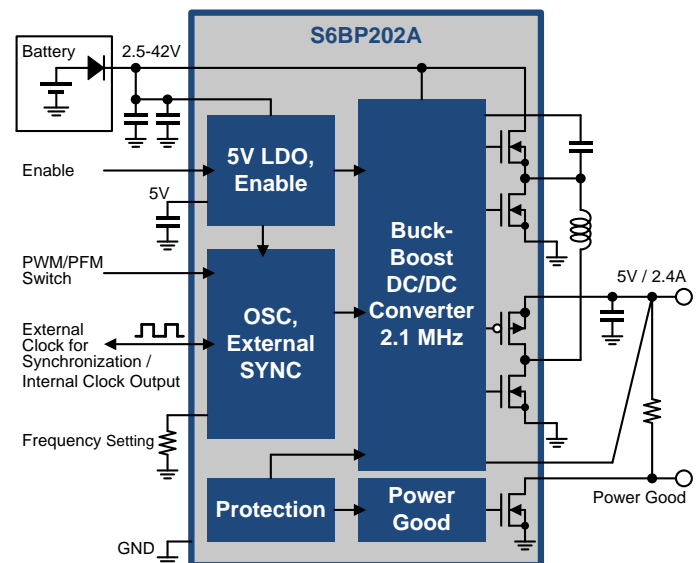 S6BP202A
Battery
2.5-42V
5V LDO,
Enable
Enable
5V
Buck-
Boost
DC/DC
Converter
2.1 MHz
PWM/PFM
Switch
5V / 2.4A
OSC,
External
SYNC
External
Clock for
Synchronization /
Internal Clock Output
Frequency Setting
Protection
Power
Good
Power Good
GND